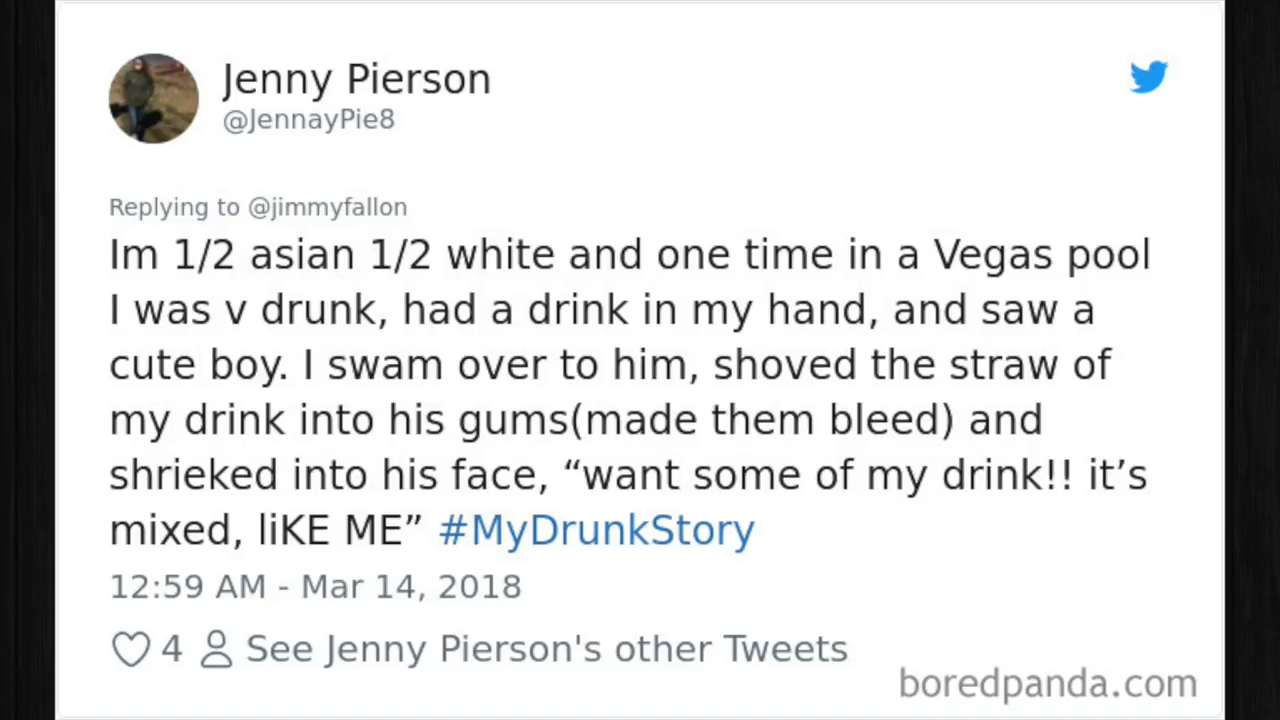 Jenny Pierson
@JennayPie8
Replying to @jimmyfallon
Im 1/2 asian 1/2 white and one time in a Vegas pool
I was v drunk, had a drink in my hand, and saw a
cute boy. I swam over to him, shoved the straw of
my drink into his gums(made them bleed) and
shrieked into his face, “want some of my drink!! it’s
mixed, liKE ME” #MyDrunkStory
12:59 AM - Mar 14, 2018
4 See Jenny Pierson's other Tweets
boredpanda.com